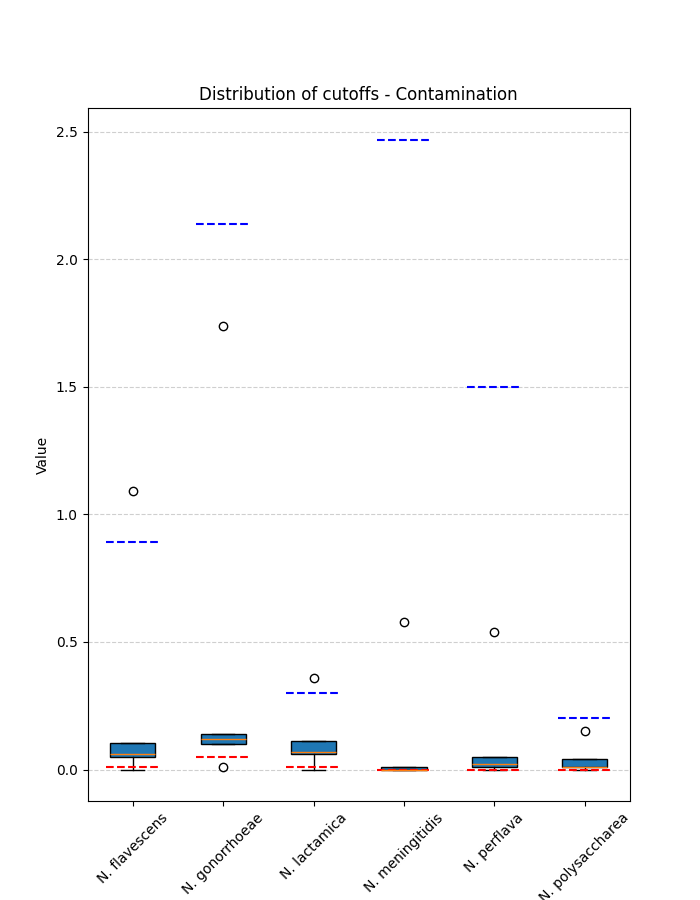 Distribution of cutoffs - Contamination
Value
2.5
2.0
1.5
1.0
0.5
0.0
N. flavescens
N. gonorrhoeae
N. lactamica
N. meningitidis
N. perflava
N. polysaccharea